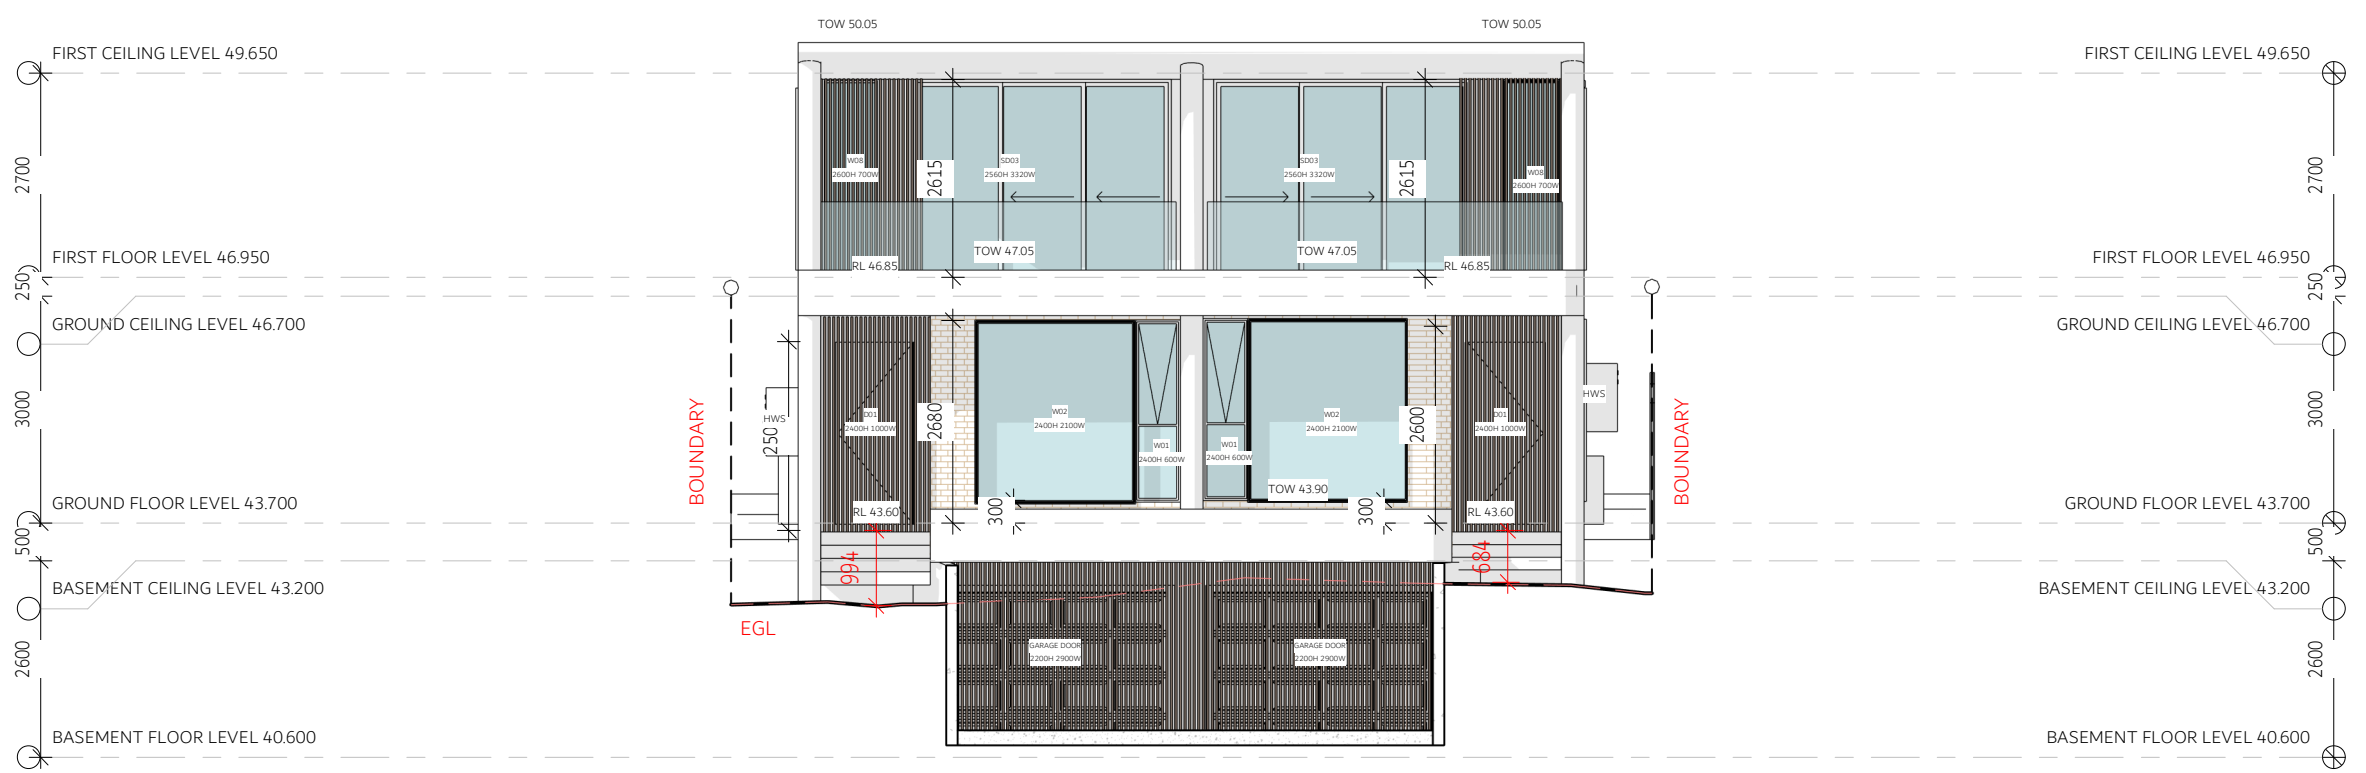 TOW 50.05
TOW 50.05
FIRST CEILING LEVEL 49.650
FIRST CEILING LEVEL 49.650
2700
W08
2600H 700W
2615
SD03
2560H 3320W
SD03
2560H 3320W
2615
W08
2600H 700W
2700
FIRST FLOOR LEVEL 46.950
RL 46.85
TOW 47.05
TOW 47.05
RL 46.85
FIRST FLOOR LEVEL 46.950
250
250
GROUND CEILING LEVEL 46.700
GROUND CEILING LEVEL 46.700
3000
BOUNDARY
HWS
250
D01
2400H 1000W
2680
W02
2400H 2100W
W01
2400H 600W
W01
2400H 600W
W02
2400H 2100W
2600
D01
2400H 1000W
HWS
BOUNDARY
3000
GROUND FLOOR LEVEL 43.700
RL 43.60
300
TOW 43.90
300
RL 43.60
GROUND FLOOR LEVEL 43.700
500
994
684
500
BASEMENT CEILING LEVEL 43.200
BASEMENT CEILING LEVEL 43.200
EGL
2600
GARAGE DOOR
2200H 2900W
GARAGE DOOR
2200H 2900W
2600
BASEMENT FLOOR LEVEL 40.600
BASEMENT FLOOR LEVEL 40.600